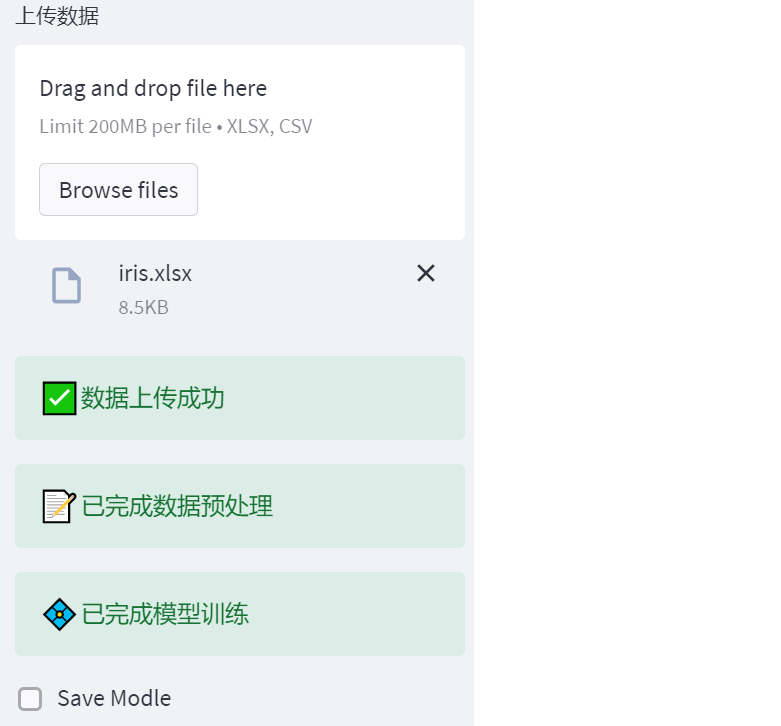 上传数据
Drag and drop file here
Limit 200MB per file • XLSX, CSV
Browse files
iris.xlsx
8.5KB
数据上传成功
已完成数据预处理
已完成模型训练
Save Modle